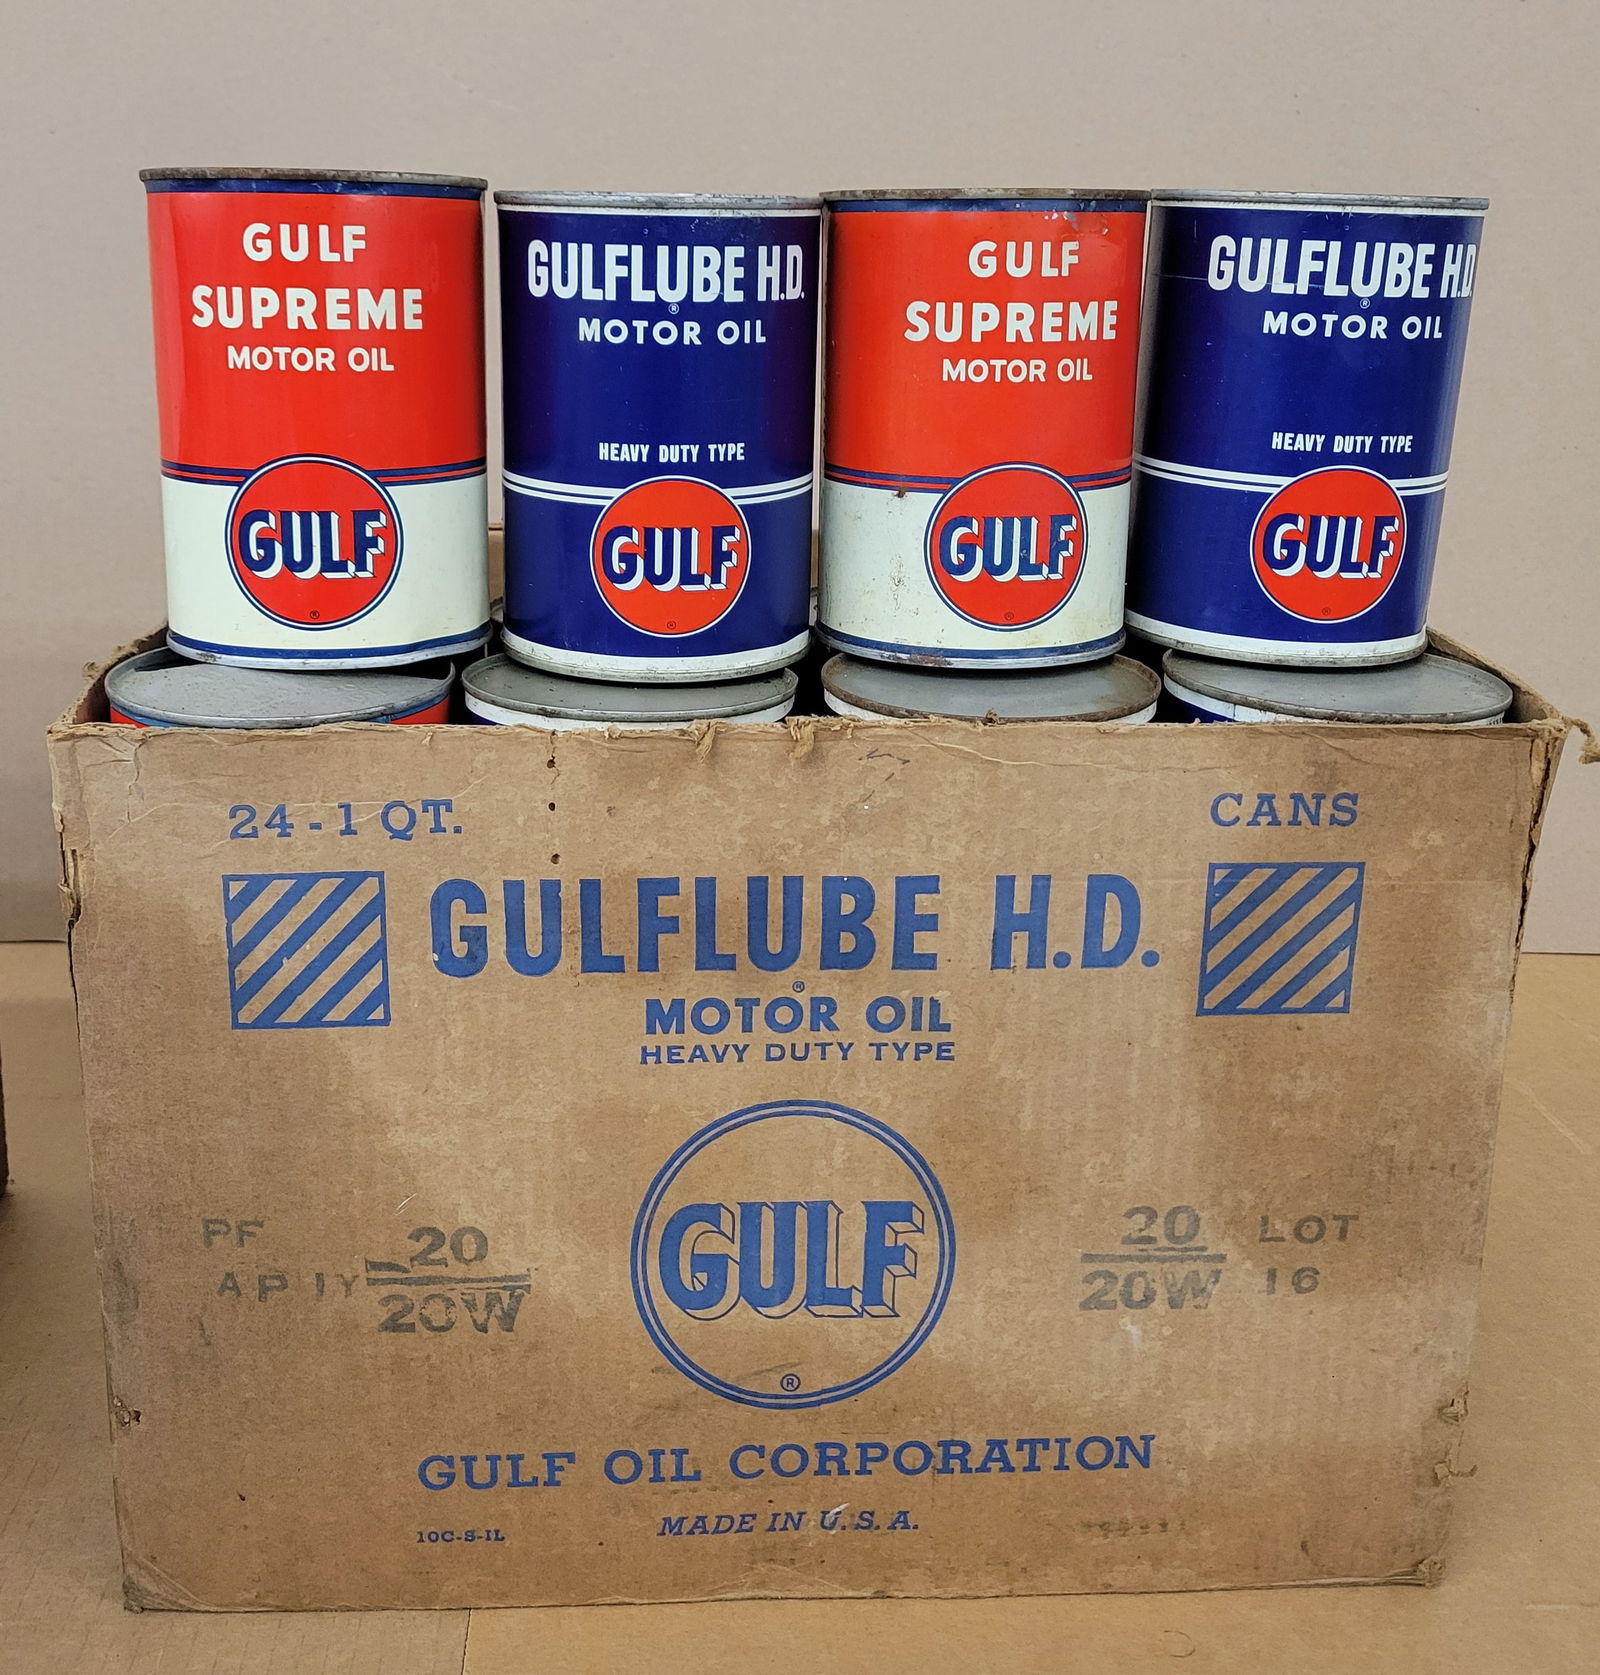 GULF
SUPREME
MOTOR OIL
GULF
®
GULFLUBE H.D.
®
MOTOR OIL
HEAVY DUTY TYPE
GULF
®
GULF
SUPREME
MOTOR OIL
GULF
®
GULFLUBE H.D.
®
MOTOR OIL
HEAVY DUTY TYPE
GULF
®
24-1 QT. CANS
GULFLUBE H.D.
®
MOTOR OIL
HEAVY DUTY TYPE
GULF
®
PF
AP 1Y
20
20W
20
20W
LOT
16
GULF OIL CORPORATION
10C-S-IL
MADE IN U.S.A.